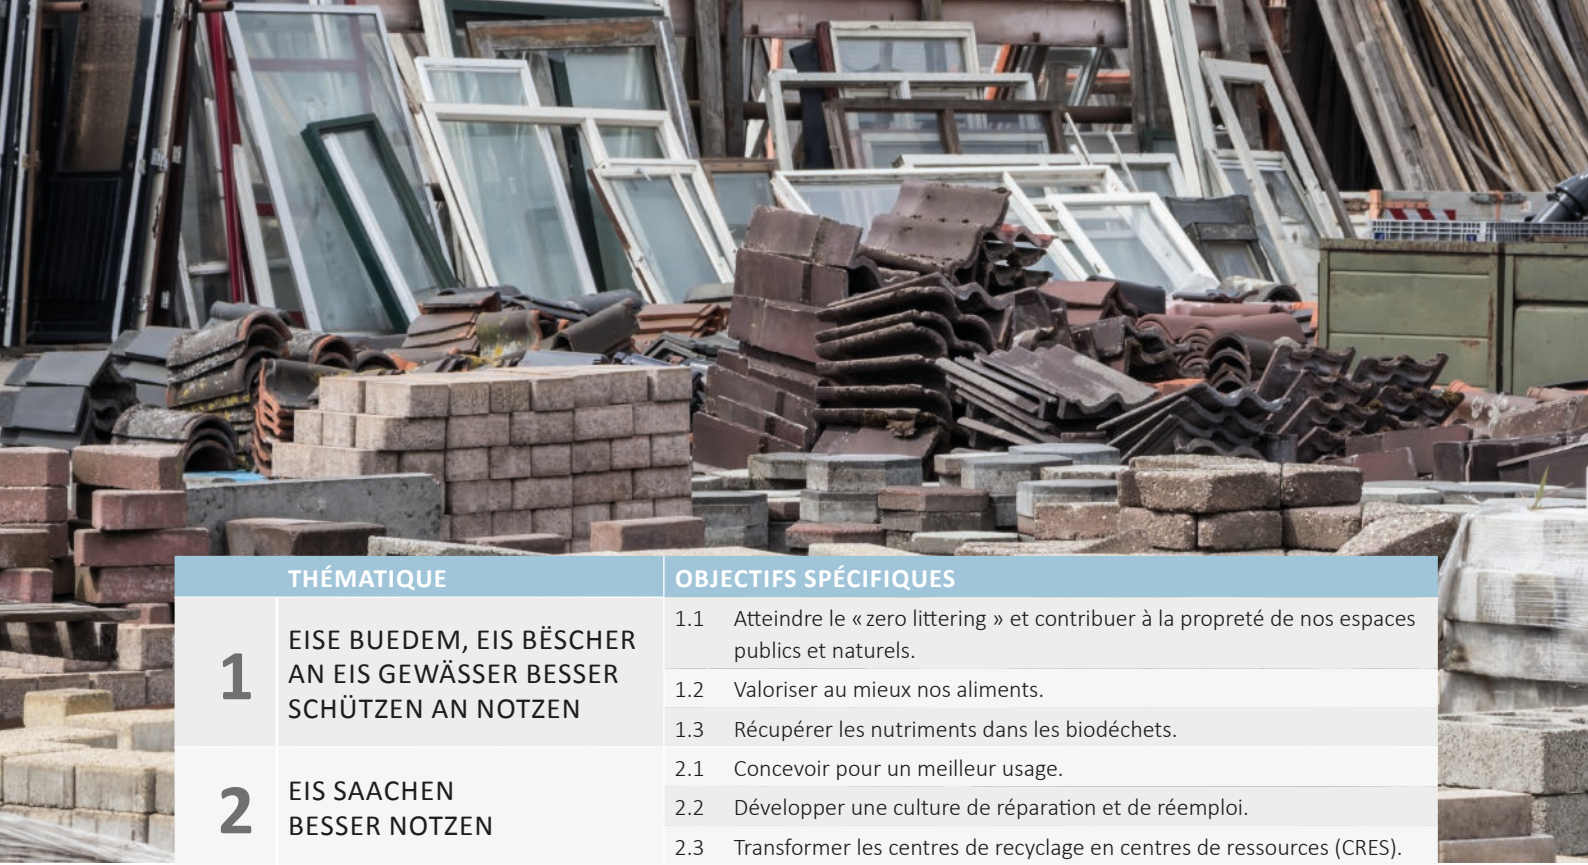 THÉMATIQUE
OBJECTIFS SPÉCIFIQUES
1
EISE BUEDEM, EIS BËSCHER
AN EIS GEWÄSSER BESSER
SCHÜTZEN AN NOTZEN
1.1 Atteindre le « zero littering » et contribuer à la propreté de nos espaces
publics et naturels.
1.2 Valoriser au mieux nos aliments.
1.3 Récupérer les nutriments dans les biodéchets.
2
EIS SAACHEN
BESSER NOTZEN
2.1 Concevoir pour un meilleur usage.
2.2 Développer une culture de réparation et de réemploi.
2.3 Transformer les centres de recyclage en centres de ressources (CRES).